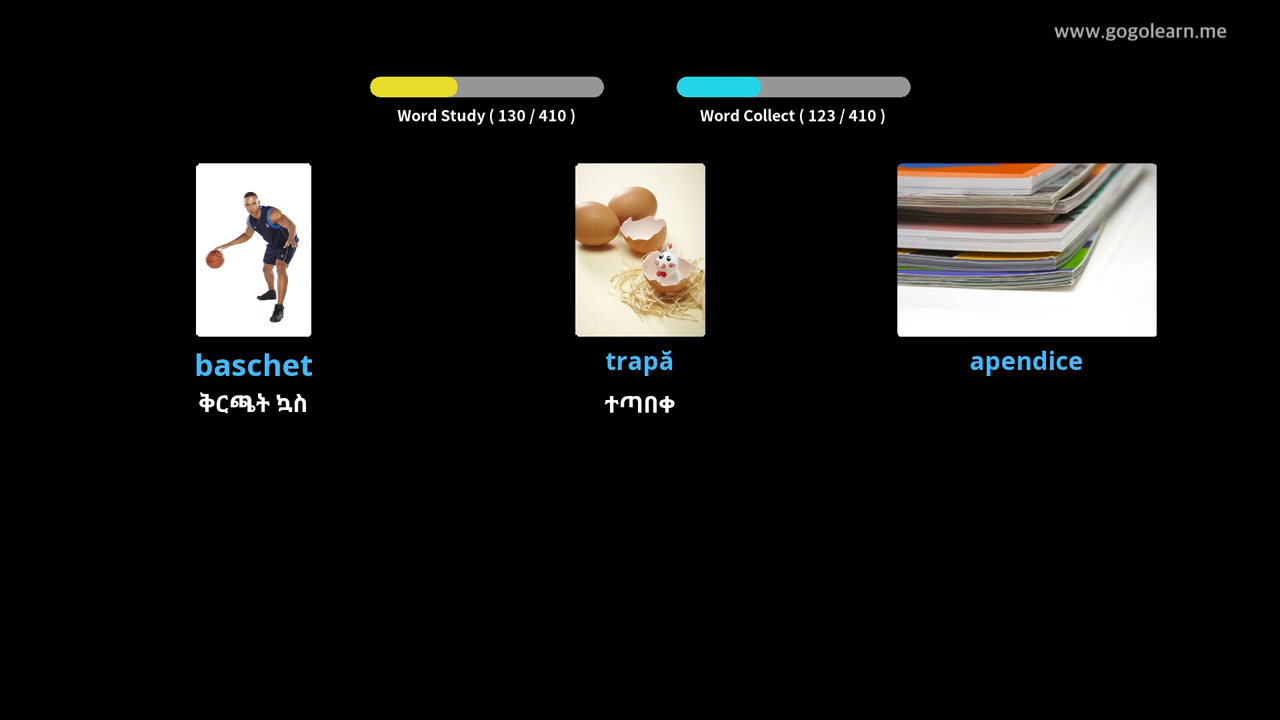 www.gogolearn.me
Word Study ( 130 / 410 )
Word Collect ( 123 / 410 )
baschet
trapă
apendice
ቅርጫት ኳስ
ተጣበቀ